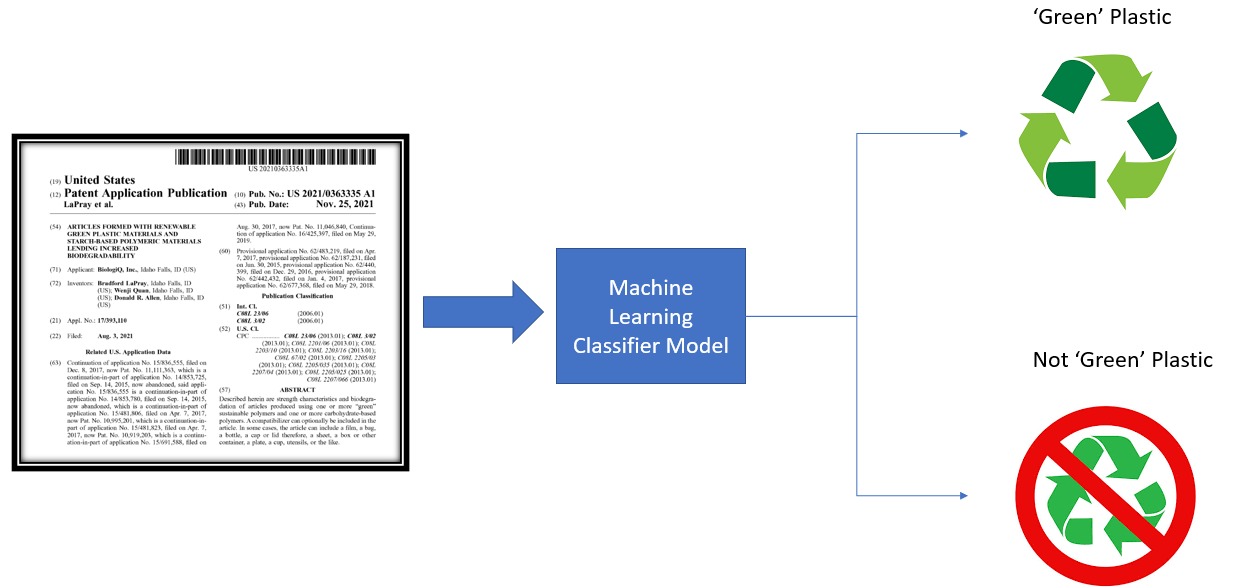 ‘Green’ Plastic
US 20210363335A1
(19) United States
(12) Patent Application Publication
LaPray et al.
(10) Pub. No.: US 2021/0363335 A1
(43) Pub. Date: Nov. 25, 2021
(54) ARTICLES FORMED WITH RENEWABLE
GREEN PLASTIC MATERIALS AND
STARCH-BASED POLYMERIC MATERIALS
LENDING INCREASED
BIODEGRADABILITY
(71) Applicant: BiologiQ, Inc., Idaho Falls, ID (US)
(72) Inventors: Bradford LaPray, Idaho Falls, ID
(US); Wenji Quan, Idaho Falls, ID
(US); Donald R. Allen, Idaho Falls, ID
(US)
(21) Appl. No.: 17/393,110
(22) Filed: Aug. 3, 2021
Related U.S. Application Data
(63) Continuation of application No. 15/836,555, filed on
Dec. 8, 2017, now Pat. No. 11,111,363, which is a
continuation-in-part of application No. 14/853,725,
filed on Sep. 14, 2015, now abandoned, said appli-
cation No. 15/836,555 is a continuation-in-part of
application No. 14/853,780, filed on Sep. 14, 2015,
now abandoned, which is a continuation-in-part of
application No. 15/481,806, filed on Apr. 7, 2017,
now Pat. No. 10,995,201, which is a continuation-in-
part of application No. 15/481,823, filed on Apr. 7,
2017, now Pat. No. 10,919,203, which is a continu-
ation-in-part of application No. 15/691,588, filed on
Aug. 30, 2017, now Pat. No. 11,046,840, Continua-
tion of application No. 16/425,397, filed on May 29,
2019.
(60) Provisional application No. 62/483,219, filed on Apr.
7, 2017, provisional application No. 62/187,231, filed
on Jun. 30, 2015, provisional application No. 62/440,
399, filed on Dec. 29, 2016, provisional application
No. 62/442,432, filed on Jan. 4, 2017, provisional
application No. 62/677,368, filed on May 29, 2018.
Publication Classification
(51) Int. Cl.
C08L 23/06 (2006.01)
C08L 3/02 (2006.01)
(52) U.S. Cl.
CPC .............. C08L 23/06 (2013.01); C08L 3/02
(2013.01); C08L 2201/06 (2013.01); C08L
2203/10 (2013.01); C08L 2203/16 (2013.01);
C08L 67/02 (2013.01); C08L 2205/03
(2013.01); C08L 2205/035 (2013.01); C08L
2207/04 (2013.01); C08L 2205/025 (2013.01);
C08L 2207/066 (2013.01)
(57) ABSTRACT
Described herein are strength characteristics and biodegra-
dation of articles produced using one or more “green”
sustainable polymers and one or more carbohydrate-based
polymers. A compatibilizer can optionally be included in the
article. In some cases, the article can include a film, a bag,
a bottle, a cap or lid therefore, a sheet, a box or other
container, a plate, a cup, utensils, or the like.
Machine
Learning
Classifier Model
Not ‘Green’ Plastic